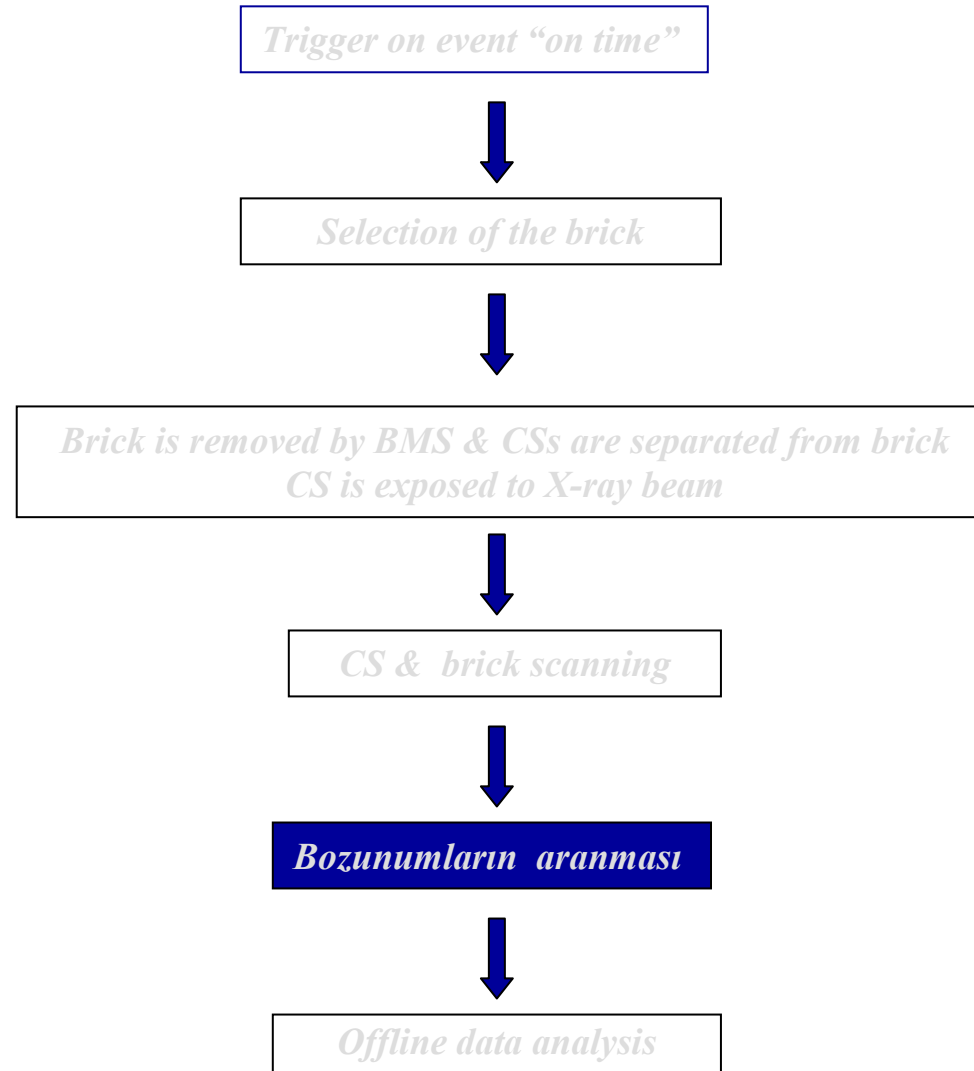 Trigger on event “on time”
Selection of the brick
Brick is removed by BMS & CSs are separated from brick
CS is exposed to X-ray beam
CS & brick scanning
Bozunumların aranması
Offline data analysis